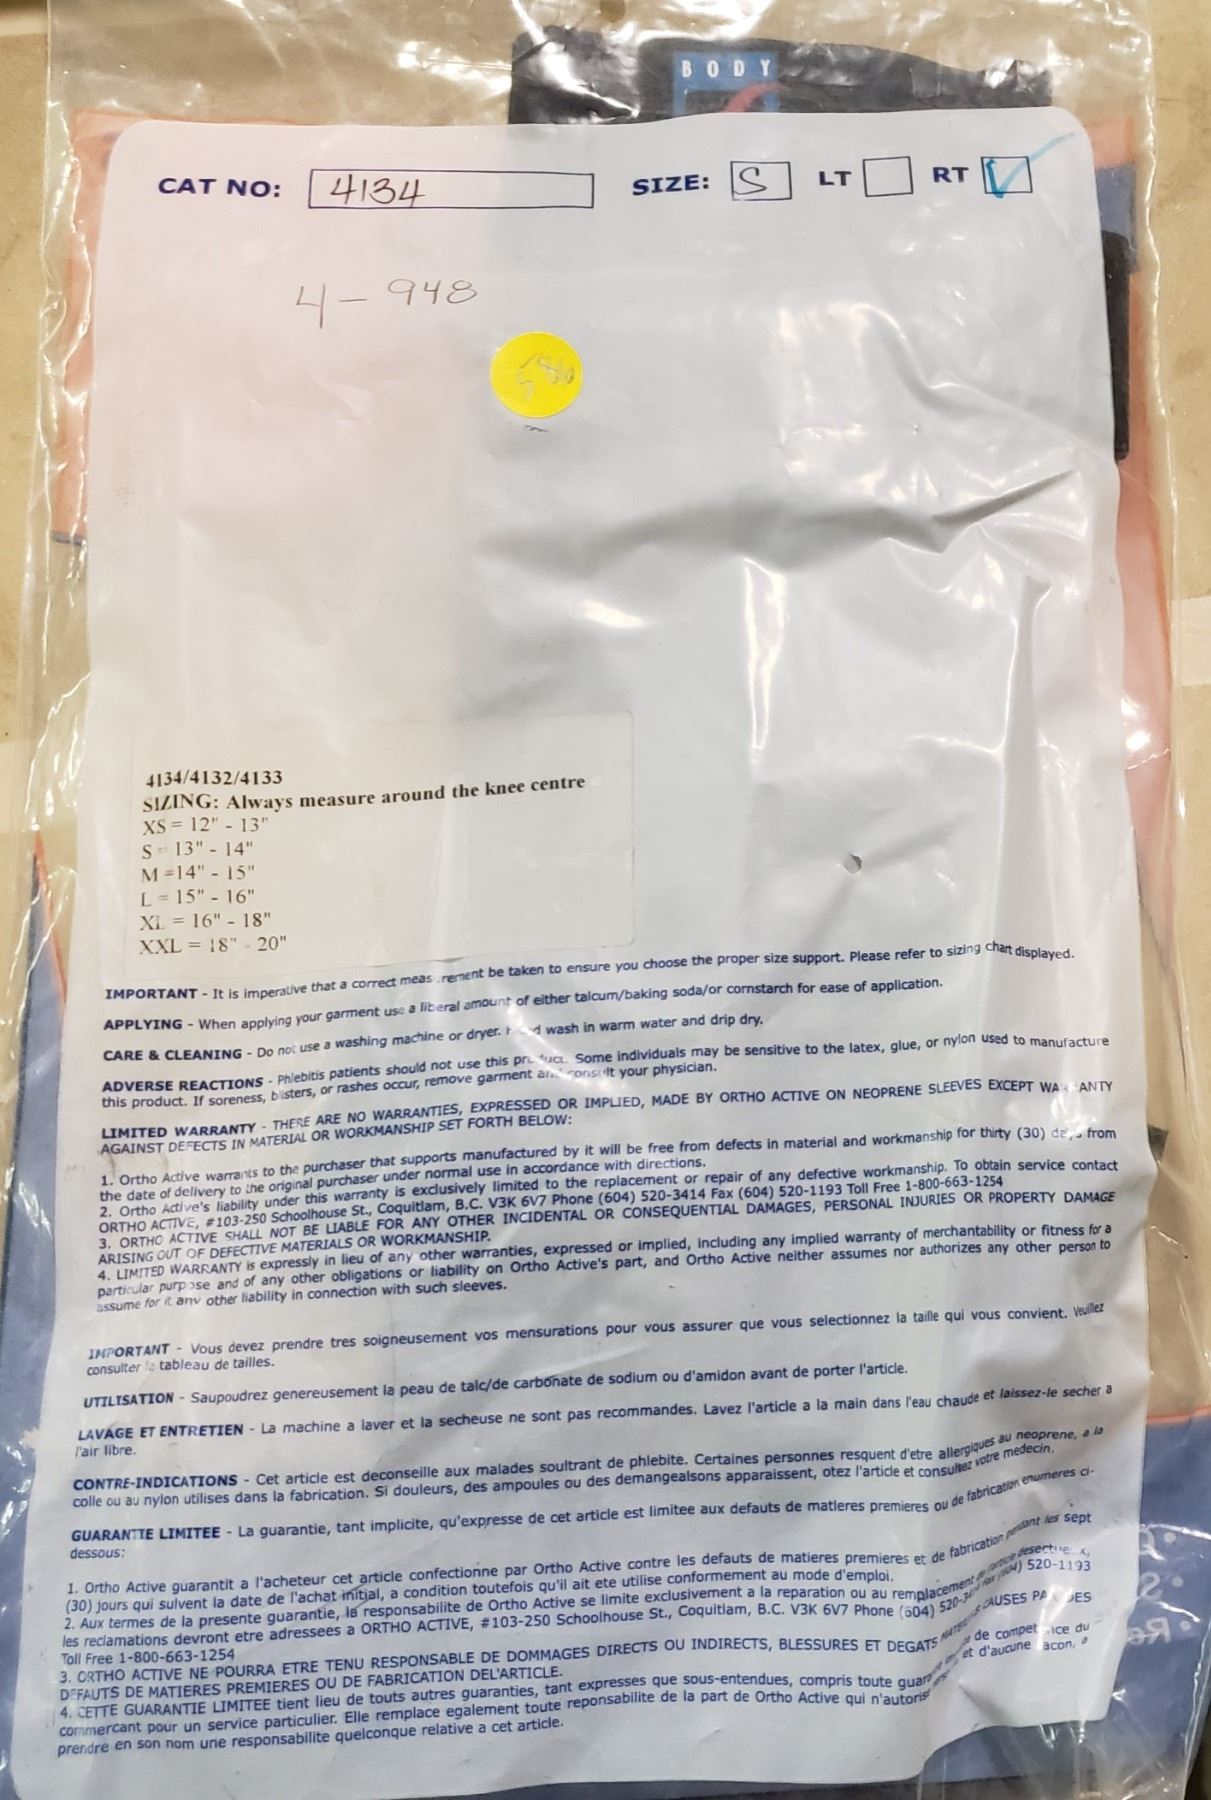 BODY
CAT NO: 4134 SIZE: S LT RT
4-948
4134/4132/4133
SIZING: Always measure around the knee centre
XS = 12" - 13"
S = 13" - 14"
M =14" - 15"
L = 15" - 16"
XL = 16" - 18"
XXL = 18" - 20"
IMPORTANT - It is imperative that a correct meas rement be taken to ensure you choose the proper size support. Please refer to sizing chart displayed.
APPLYING - When applying your garment use a liberal amount of either talcum/baking soda/or cornstarch for ease of application.
CARE & CLEANING - Do not use a washing machine or dryer. wash in warm water and drip dry.
ADVERSE REACTIONS - Phlebitis patients should not use this product. Some individuals may be sensitive to the latex, glue, or nylon used to manufacture
this product. If soreness, blisters, or rashes occur, remove garment and consult your physician.
LIMITED WARRANTY - THERE ARE NO WARRANTIES, EXPRESSED OR IMPLIED, MADE BY ORTHO ACTIVE ON NEOPRENE SLEEVES EXCEPT WARRANTY
AGAINST DEFECTS IN MATERIAL OR WORKMANSHIP SET FORTH BELOW:
1. Ortho Active warrants to the purchaser that supports manufactured by it will be free from defects in material and workmanship for thirty (30) days from
the date of delivery to the original purchaser under normal use in accordance with directions.
2. Ortho Active's liability under this warranty is exclusively limited to the replacement or repair of any defective workmanship. To obtain service contact
ORTHO ACTIVE, #103-250 Schoolhouse St., Coquitlam, B.C. V3K 6V7 Phone (604) 520-3414 Fax (604) 520-1193 Toll Free 1-800-663-1254
3. ORTHO ACTIVE SHALL NOT BE LIABLE FOR ANY OTHER INCIDENTAL OR CONSEQUENTIAL DAMAGES, PERSONAL INJURIES OR PROPERTY DAMAGE
ARISING OUT OF DEFECTIVE MATERIALS OR WORKMANSHIP.
4. LIMITED WARRANTY is expressly in lieu of any other warranties, expressed or implied, including any implied warranty of merchantability or fitness for a
particular purpose and of any other obligations or liability on Ortho Active's part, and Ortho Active neither assumes nor authorizes any other person to
assume for it any other liability in connection with such sleeves.
IMPORTANT - Vous devez prendre tres soigneusement vos mensurations pour vous assurer que vous selectionnez la taille qui vous convient. Veuillez
consulter le tableau de tailles.
UTILISATION - Saupoudrez genereusement la peau de talc/de carbonate de sodium ou d'amidon avant de porter l'article.
LAVAGE ET ENTRETIEN - La machine a laver et la secheuse ne sont pas recommandes. Lavez l'article a la main dans l'eau chaude et laissez-le secher a
l'air libre.
CONTRE-INDICATIONS - Cet article est deconseille aux malades soultrant de phlebite. Certaines personnes resquent d'etre allergiques au neoprene, a la
colle ou au nylon utilises dans la fabrication. Si douleurs, des ampoules ou des demangealsons apparaissent, otez l'article et consultez votre medecin.
GUARANTIE LIMITEE - La guarantie, tant implicite, qu'expresse de cet article est limitee aux defauts de matleres premieres ou de fabrication enumeres ci-
dessous:
1. Ortho Active guarantit a l'acheteur cet article confectionne par Ortho Active contre les defauts de matieres premieres et de fabrication pendant les sept
(30) jours qui sulvent la date de l'achat initial, a condition toutefois qu'il ait ete utilise conformement au mode d'emploi.
2. Aux termes de la presente guarantie, la responsabilite de Ortho Active se limite exclusivement a la reparation ou au remplacement
les reclamations devront etre adressees a ORTHO ACTIVE, #103-250 Schoolhouse St., Coquitlam, B.C. V3K 6V7 Phone (604) 520-3414 Fax (604) 520-1193
Toll Free 1-800-663-1254
3. ORTHO ACTIVE NE POURRA ETRE TENU RESPONSABLE DE DOMMAGES DIRECTS OU INDIRECTS, BLESSURES ET DEGATS CAUSES PAR DES
DEFAUTS DE MATIERES PREMIERES OU DE FABRICATION DEL'ARTICLE.
4. CETTE GUARANTIE LIMITEE tient lieu de touts autres guaranties, tant expresses que sous-entendues, compris toute de competence du
commercant pour un service particulier. Elle remplace egalement toute reponsabilite de la part de Ortho Active qui et d'aucune a
prendre en son nom une responsabilite quelconque relative a cet article.